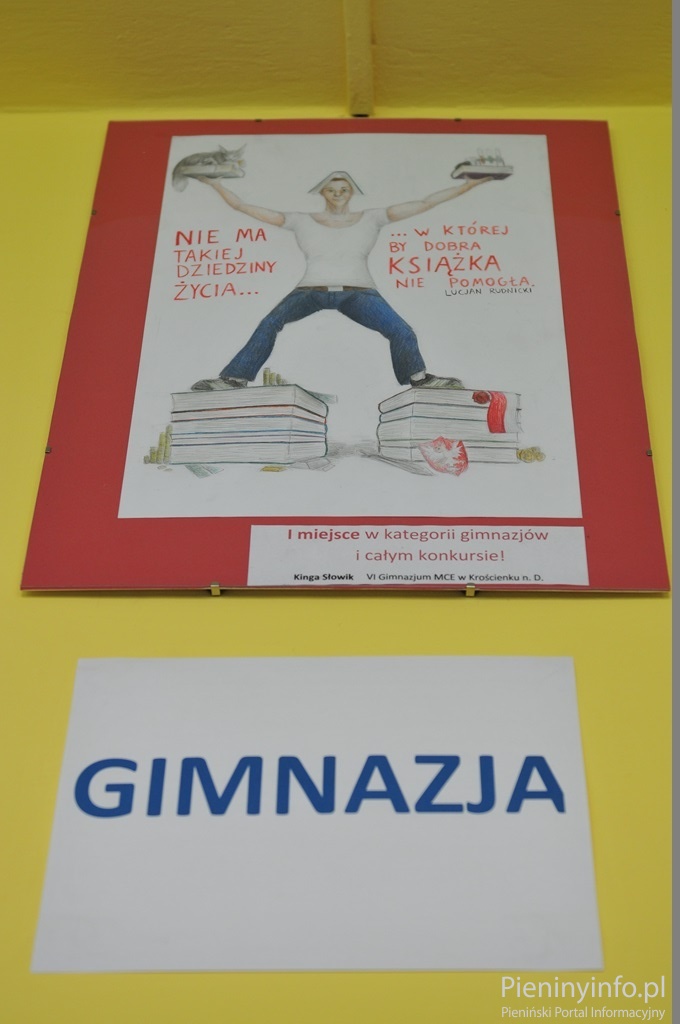 NIE MA
TAKIEJ
DZIEDZINY
ŻYCIA...
... W KTÓREJ
BY DOBRA
KSIĄŻKA
NIE POMOGŁA.
LUCJAN RUDNICKI
I miejsce w kategorii gimnazjów
i całym konkursie!
Kinga Słowik VI Gimnazjum MCE w Krościenku n. D.
GIMNAZJA
Pieninyinfo.pl
Pieniński Portal Informacyjny